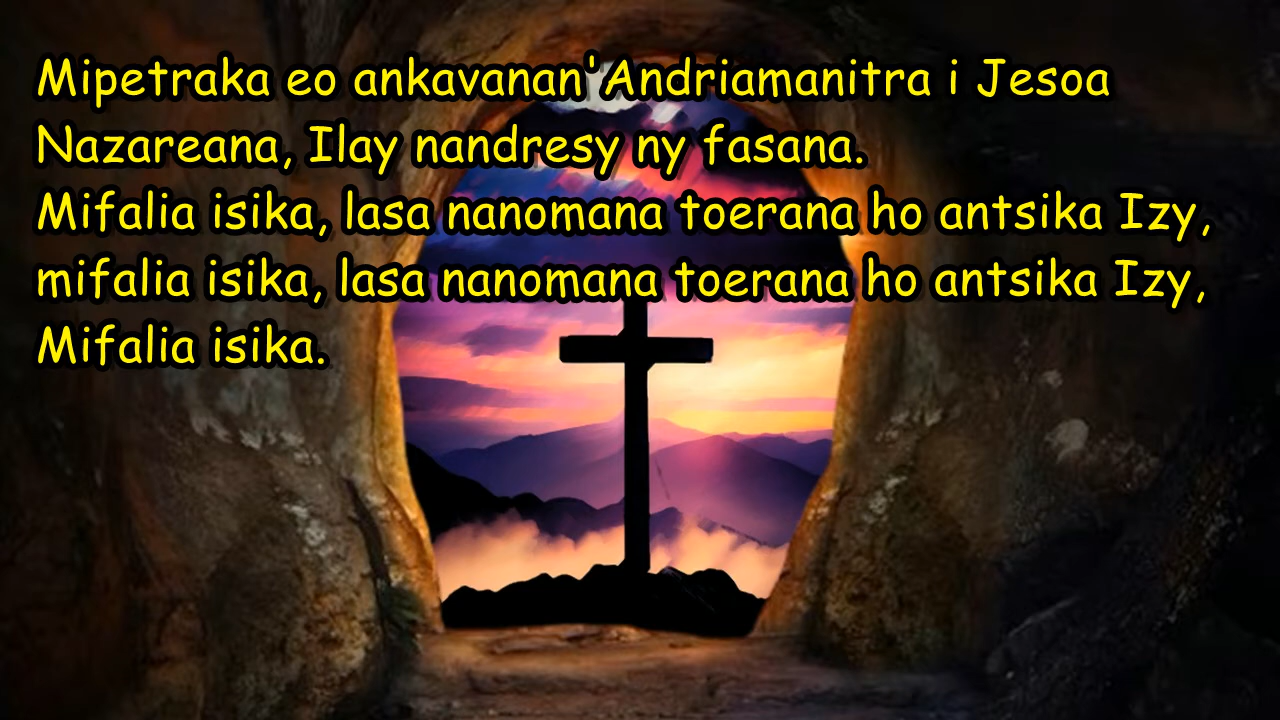 Mipetraka eo ankavanan'Andriamanitra i Jesoa
Nazareana, Ilay nandresy ny fasana.
Mifalia isika, lasa nanomana toerana ho antsika Izy,
mifalia isika, lasa nanomana toerana ho antsika Izy,
Mifalia isika.